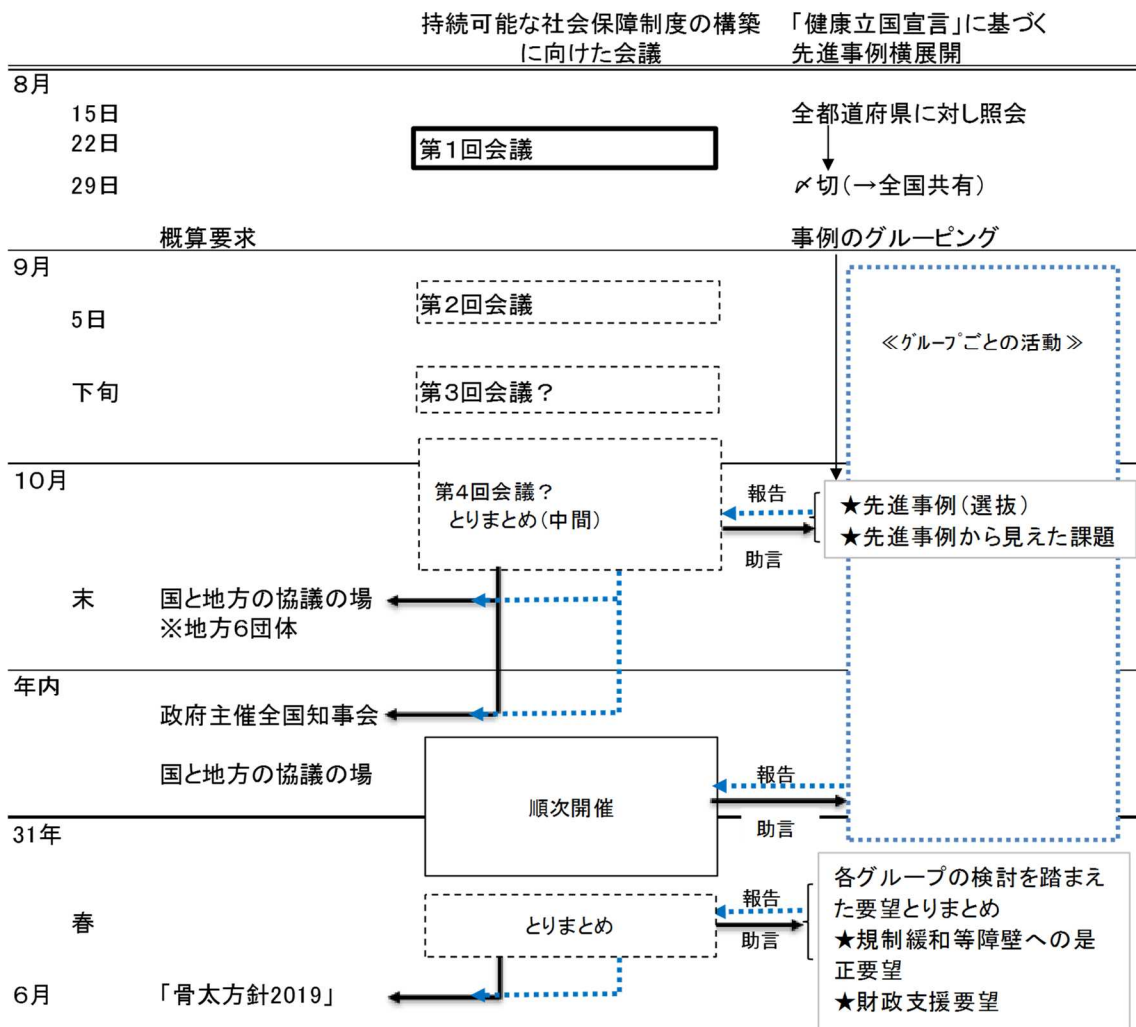 持続可能な社会保障制度の構築
に向けた会議
「健康立国宣言」に基づく
先進事例横展開
8月
15日
全都道府県に対し照会
22日
第1回会議
29日
〆切(→全国共有)
概算要求
事例のグルーピング
9月
第2回会議
5日
≪グループごとの活動≫
下旬
第3回会議?
10月
第4回会議?
とりまとめ(中間)
報告
助言
★先進事例(選抜)
★先進事例から見えた課題
末
国と地方の協議の場
※地方6団体
年内
政府主催全国知事会
国と地方の協議の場
順次開催
報告
助言
31年
春
とりまとめ
報告
助言
各グループの検討を踏まえ
た要望とりまとめ
★規制緩和等障壁への是
正要望
★財政支援要望
6月
「骨太方針2019」